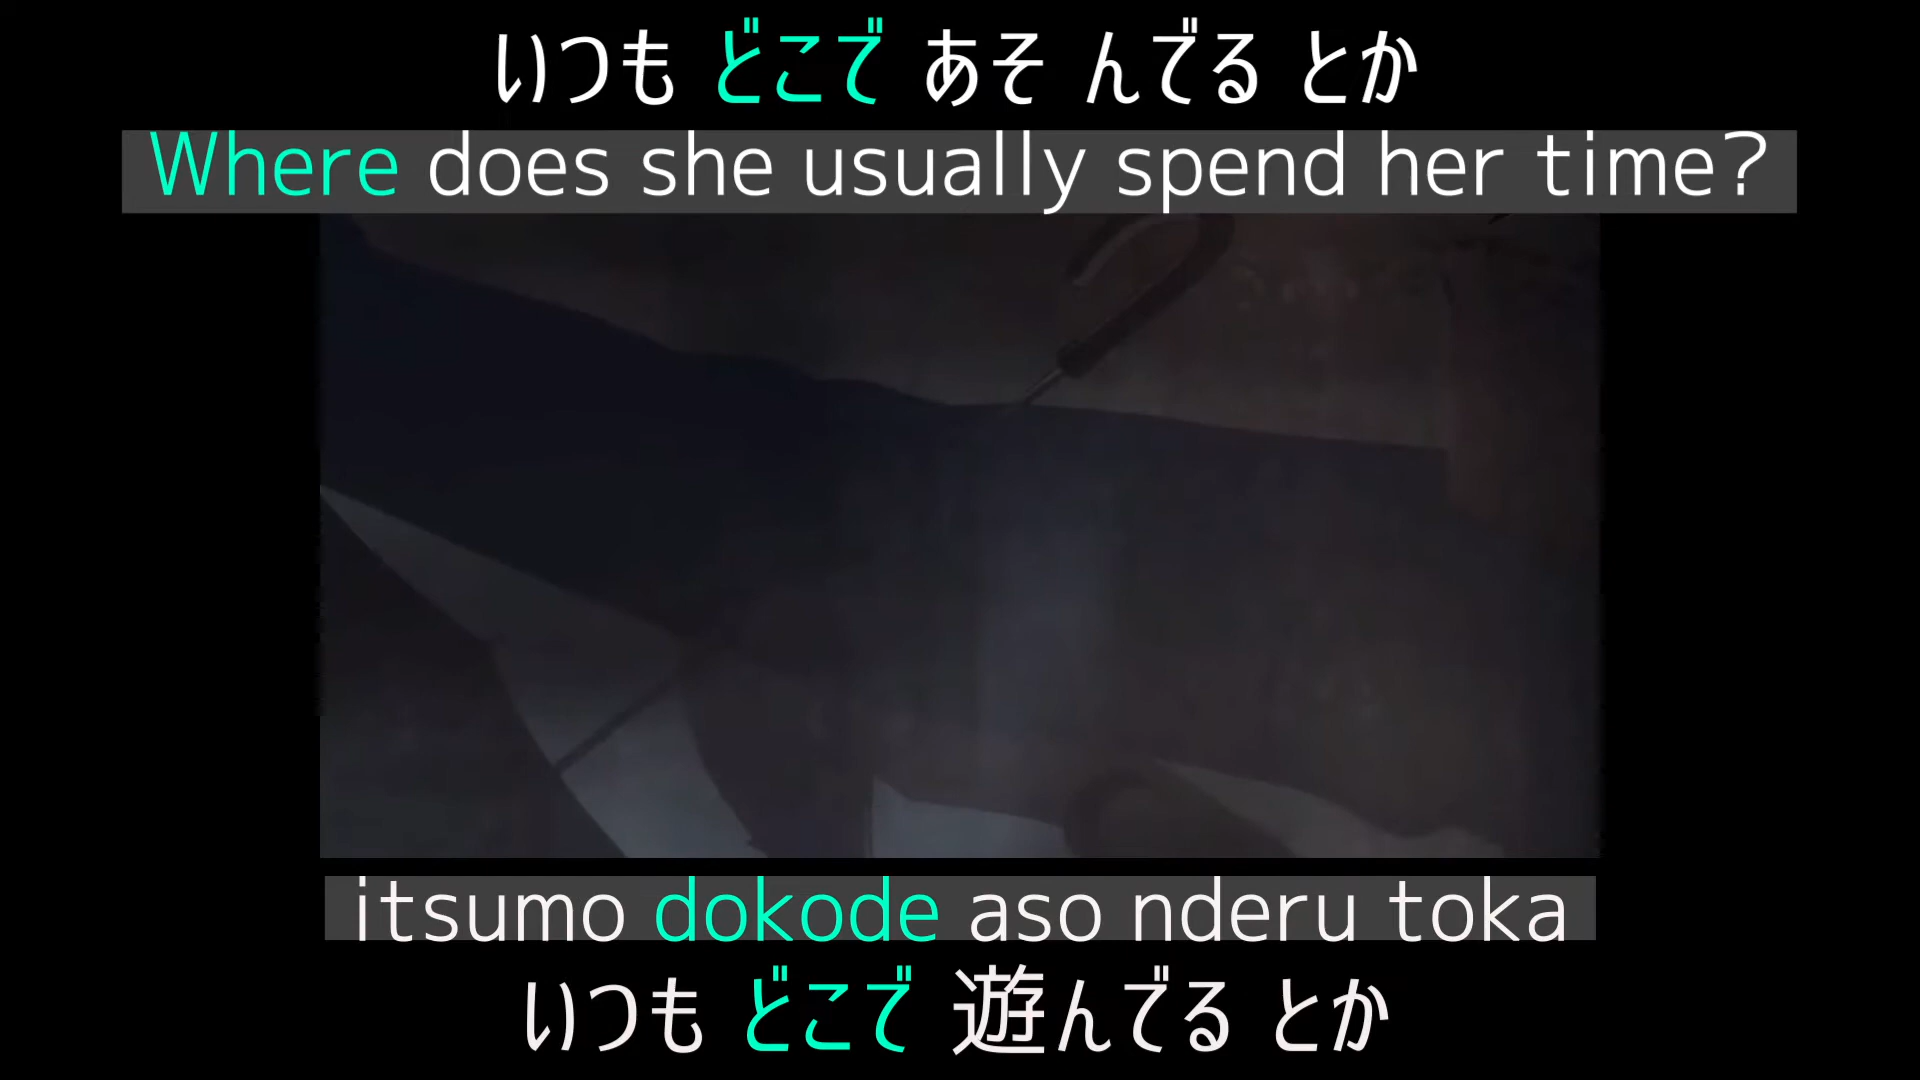 いつも どこで あそ んでる とか
Where does she usually spend her time?
itsumo dokode aso nderu toka
いつも どこで 遊んでる とか